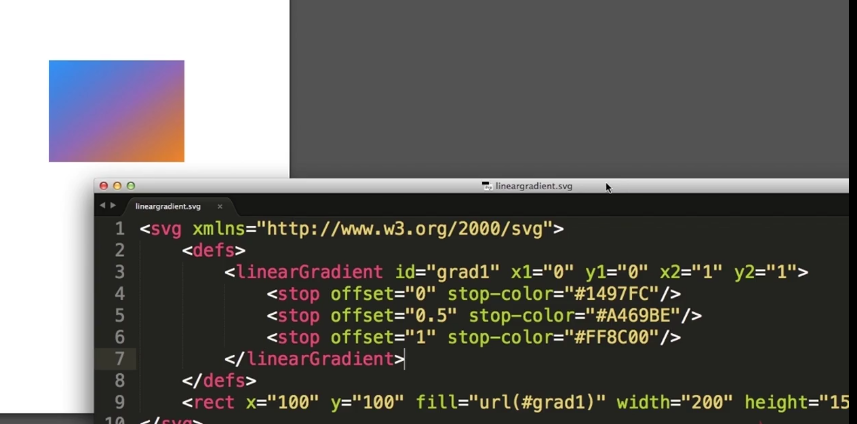 lineargradient.svg
lineargradient.svg ×
1 <svg xmlns="http://www.w3.org/2000/svg">
2 <defs>
3 <linearGradient id="grad1" x1="0" y1="0" x2="1" y2="1">
4 <stop offset="0" stop-color="#1497FC"/>
5 <stop offset="0.5" stop-color="#A469BE"/>
6 <stop offset="1" stop-color="#FF8C00"/>
7 </linearGradient>
8 </defs>
9 <rect x="100" y="100" fill="url(#grad1)" width="200" height="15
10 </svg>